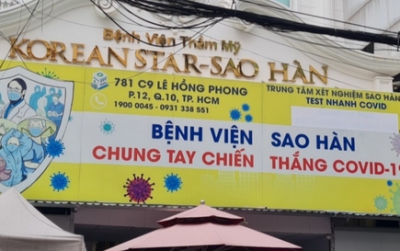 Bệnh Viện Thẩm Mỹ
KOREAN STAR-SAO HÀN
781 C9 LÊ HỒNG PHONG
P.12, Q.10, TP. HCM
1900 0045 - 0931 338 551
TRUNG TÂM XÉT NGHIỆM SAO HÀN
TEST NHANH COVID
BỆNH VIỆN SAO HÀN
CHUNG TAY CHIẾN THẮNG COVID-19